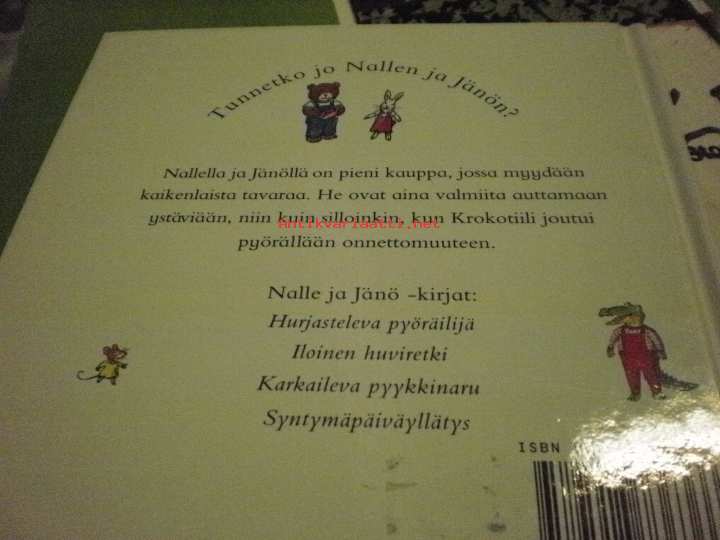 Tunnetko jo Nallen ja Jänön?
Nallella ja Jänöllä on pieni kauppa, jossa myydään
kaikenlaista tavaraa. He ovat aina valmiita auttamaan
ystäviään, niin kuin silloinkin, kun Krokotiili joutui
Antikvariaatti.net
pyörällään onnettomuuteen.
Nalle ja Jänö -kirjat:
Hurjasteleva pyöräilijä
Iloinen huviretki
Karkaileva pyykkinaru
Syntymäpäiväyllätys
ISBN